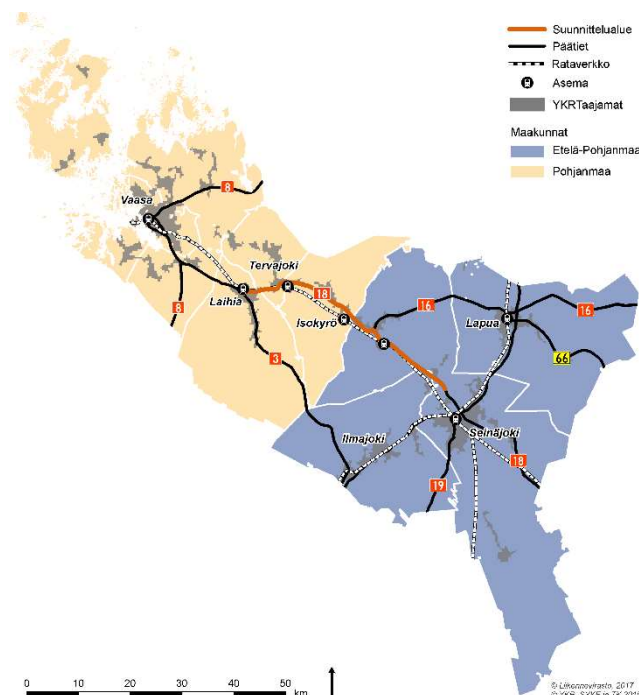 Suunnittelualue
Päätiet
Rataverkko
Asema
YKRTaajamat
Maakunnat
Etelä-Pohjanmaa
Pohjanmaa
8
Vaasa
Tervajoki
18
8
Laihia
Isokyrö
16
Lapua
16
66
3
Ilmajoki
Seinäjoki
18
19
0 10 20 30 40 50
km
© Liikennevirasto, 2017